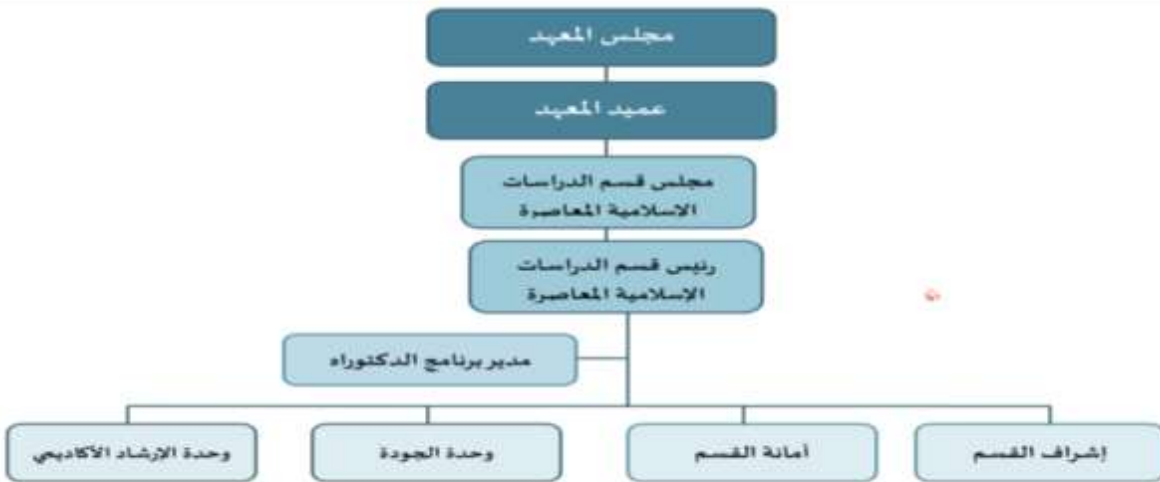 مجلس المعهد
عميد المعهد
مجلس قسم الدراسات
الاسلامية المعاصرة
رئيس قسم الدراسات
الإسلامية المعاصرة
مدير برنامج الدكتوراه
إشراف القسم
أمانة القسم
وحدة الجودة
وحدة الإرشاد الأكاديمي